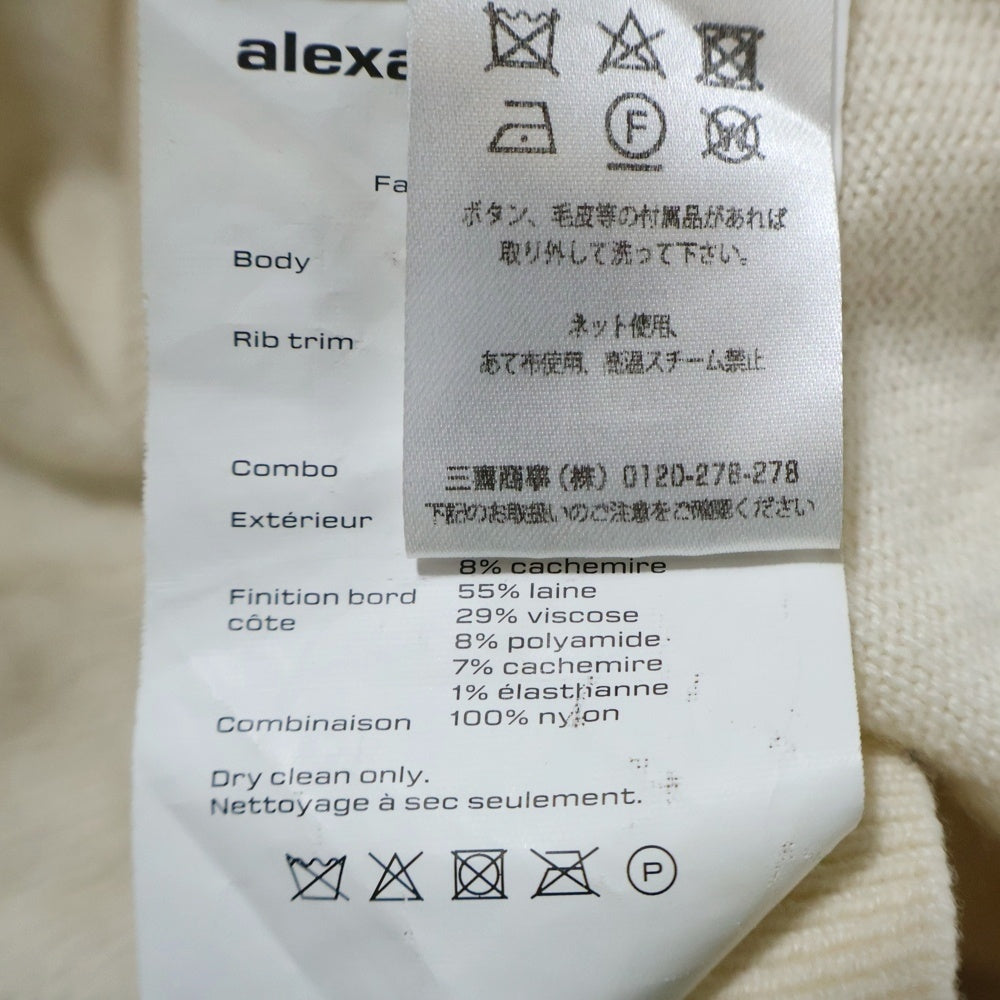 alexa
Fa
Body
Rib trim
Combo
Extérieur
8% cachemire
Finition bord côte
55% laine
29% viscose
8% polyamide
7% cachemire
1% élasthanne
Combinaison 100% nylon
Dry clean only.
Nettoyage à sec seulement.
P
F
W
ボタン、毛皮等の付属品があれば
取り外して洗って下さい。
ネット使用、
あて布使用、高温スチーム禁止
三喜商事（株）0120-278-278
下記のお取扱いのご注意をご確認ください